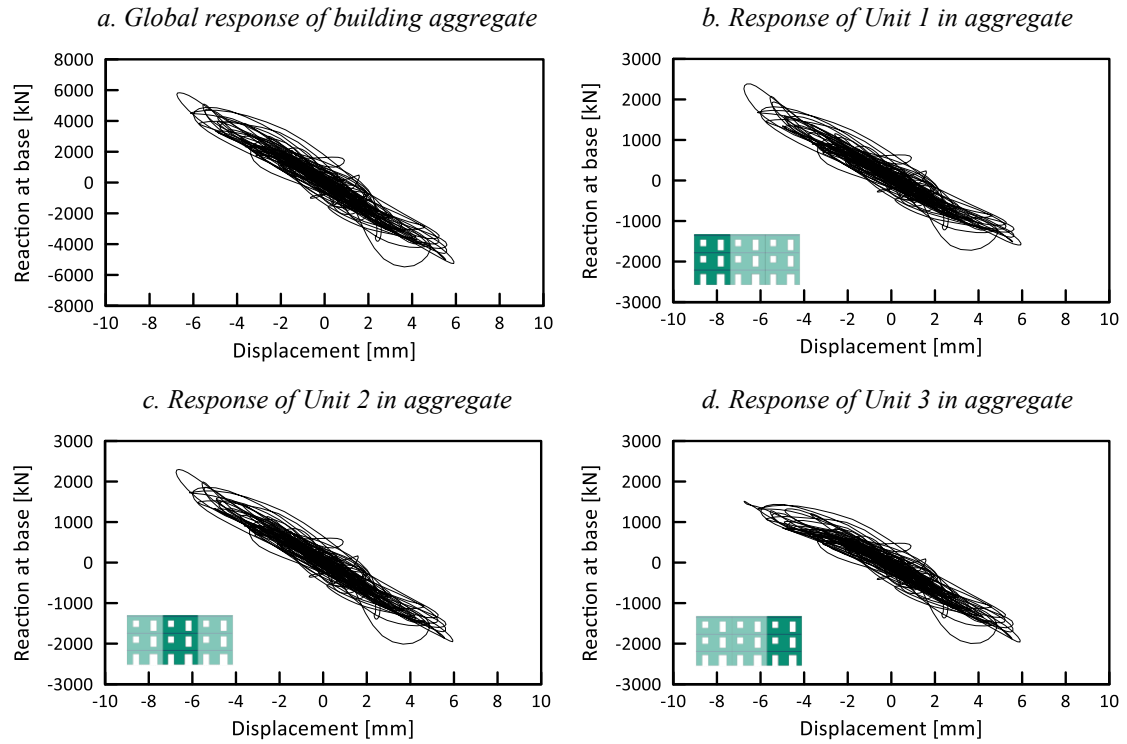 a. Global response of building aggregate
8000
6000
4000
2000
0
-2000
-4000
-6000
-8000
Reaction at base [kN]
-10 -8 -6 -4 -2 0 2 4 6 8 10
Displacement [mm]
b. Response of Unit 1 in aggregate
3000
2000
1000
0
-1000
-2000
-3000
Reaction at base [kN]
-10 -8 -6 -4 -2 0 2 4 6 8 10
Displacement [mm]
c. Response of Unit 2 in aggregate
3000
2000
1000
0
-1000
-2000
-3000
Reaction at base [kN]
-10 -8 -6 -4 -2 0 2 4 6 8 10
Displacement [mm]
d. Response of Unit 3 in aggregate
3000
2000
1000
0
-1000
-2000
-3000
Reaction at base [kN]
-10 -8 -6 -4 -2 0 2 4 6 8 10
Displacement [mm]